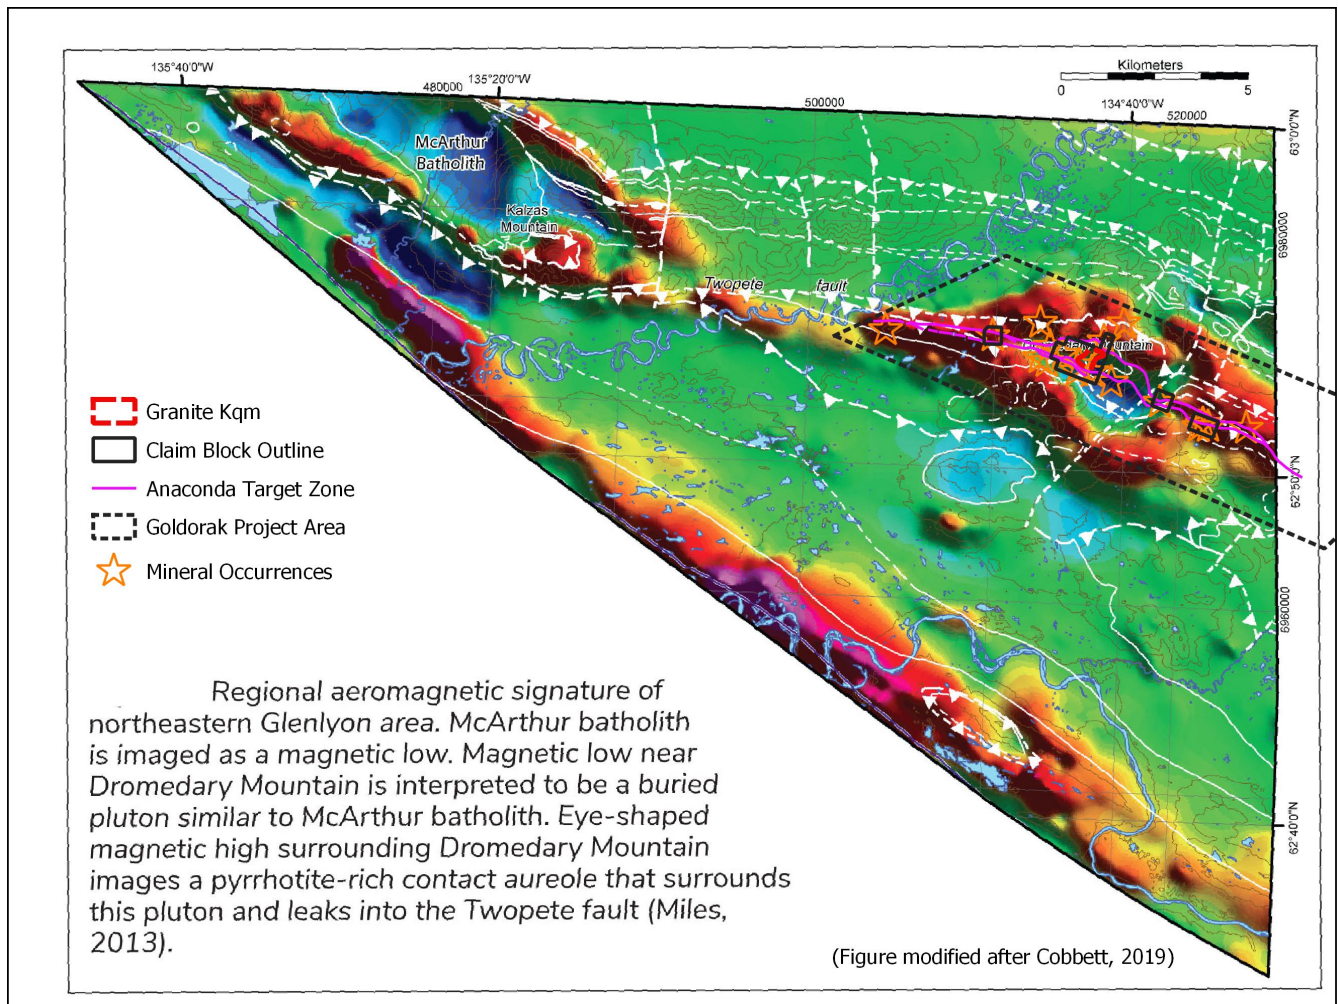 135°40'0"W
480000
135°20'0"W
500000
Kilometers
0
5
134°40'0"W
520000
63°0'0"N
McArthur
Batholith
Kalzas
Mountain
6980000
Twopete
fault
Mountain
62°50'0"N
6960000
62°40'0"N
Granite Kqm
Claim Block Outline
Anaconda Target Zone
Goldorak Project Area
Mineral Occurrences
Regional aeromagnetic signature of
northeastern Glenlyon area. McArthur batholith
is imaged as a magnetic low. Magnetic low near
Dromedary Mountain is interpreted to be a buried
pluton similar to McArthur batholith. Eye-shaped
magnetic high surrounding Dromedary Mountain
images a pyrrhotite-rich contact aureole that surrounds
this pluton and leaks into the Twopete fault (Miles,
2013).
(Figure modified after Cobbett, 2019)